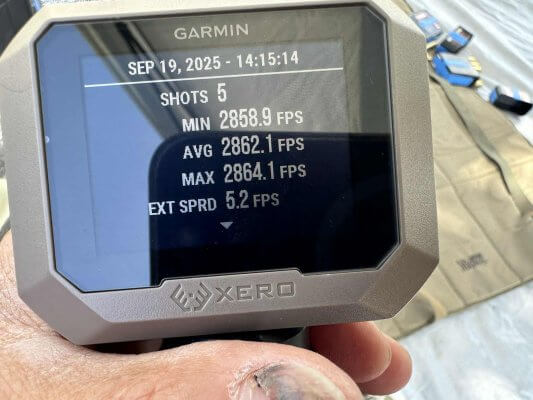 GARMIN
SEP 19, 2025 - 14:15:14
SHOTS 5
MIN 2858.9 FPS
AVG 2862.1 FPS
MAX 2864.1 FPS
EXT SPRD 5.2 FPS
XERO